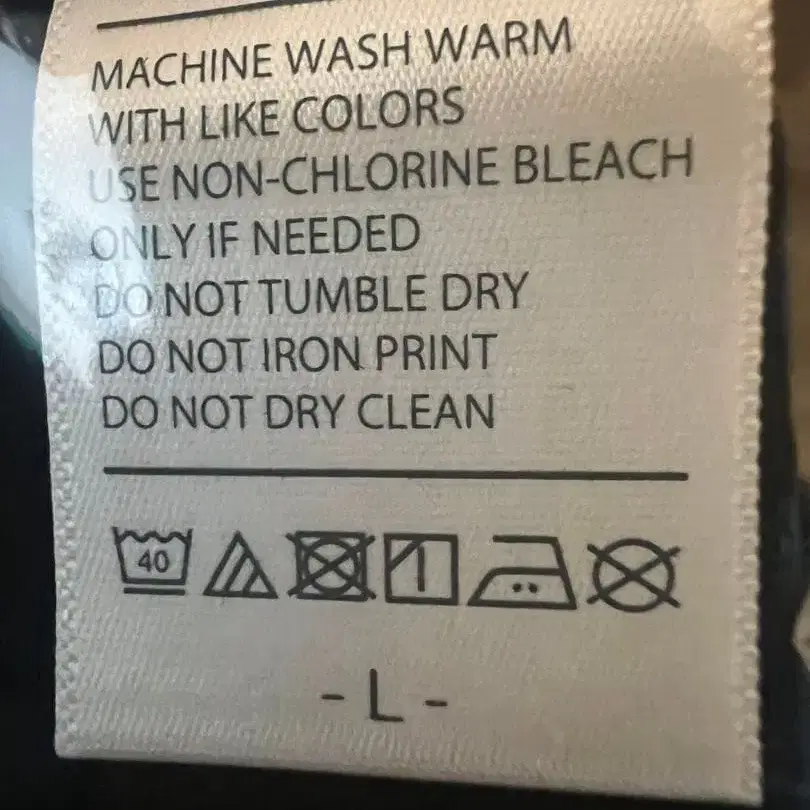 MACHINE WASH WARM
WITH LIKE COLORS
USE NON-CHLORINE BLEACH
ONLY IF NEEDED
DO NOT TUMBLE DRY
DO NOT IRON PRINT
DO NOT DRY CLEAN
40
- L -